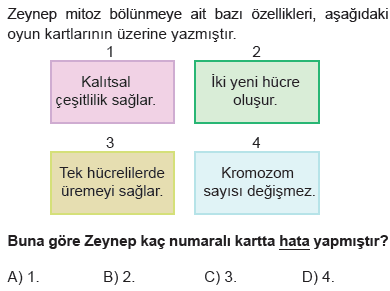 Zeynep mitoz bölünmeye ait bazı özellikleri, aşağıdaki
oyun kartlarının üzerine yazmıştır.
1
Kalıtsal
çeşitlilik sağlar.
2
İki yeni hücre
oluşur.
3
Tek hücrelilerde
üremeyi sağlar.
4
Kromozom
sayısı değişmez.
Buna göre Zeynep kaç numaralı kartta hata yapmıştır?
A) 1. B) 2. C) 3. D) 4.